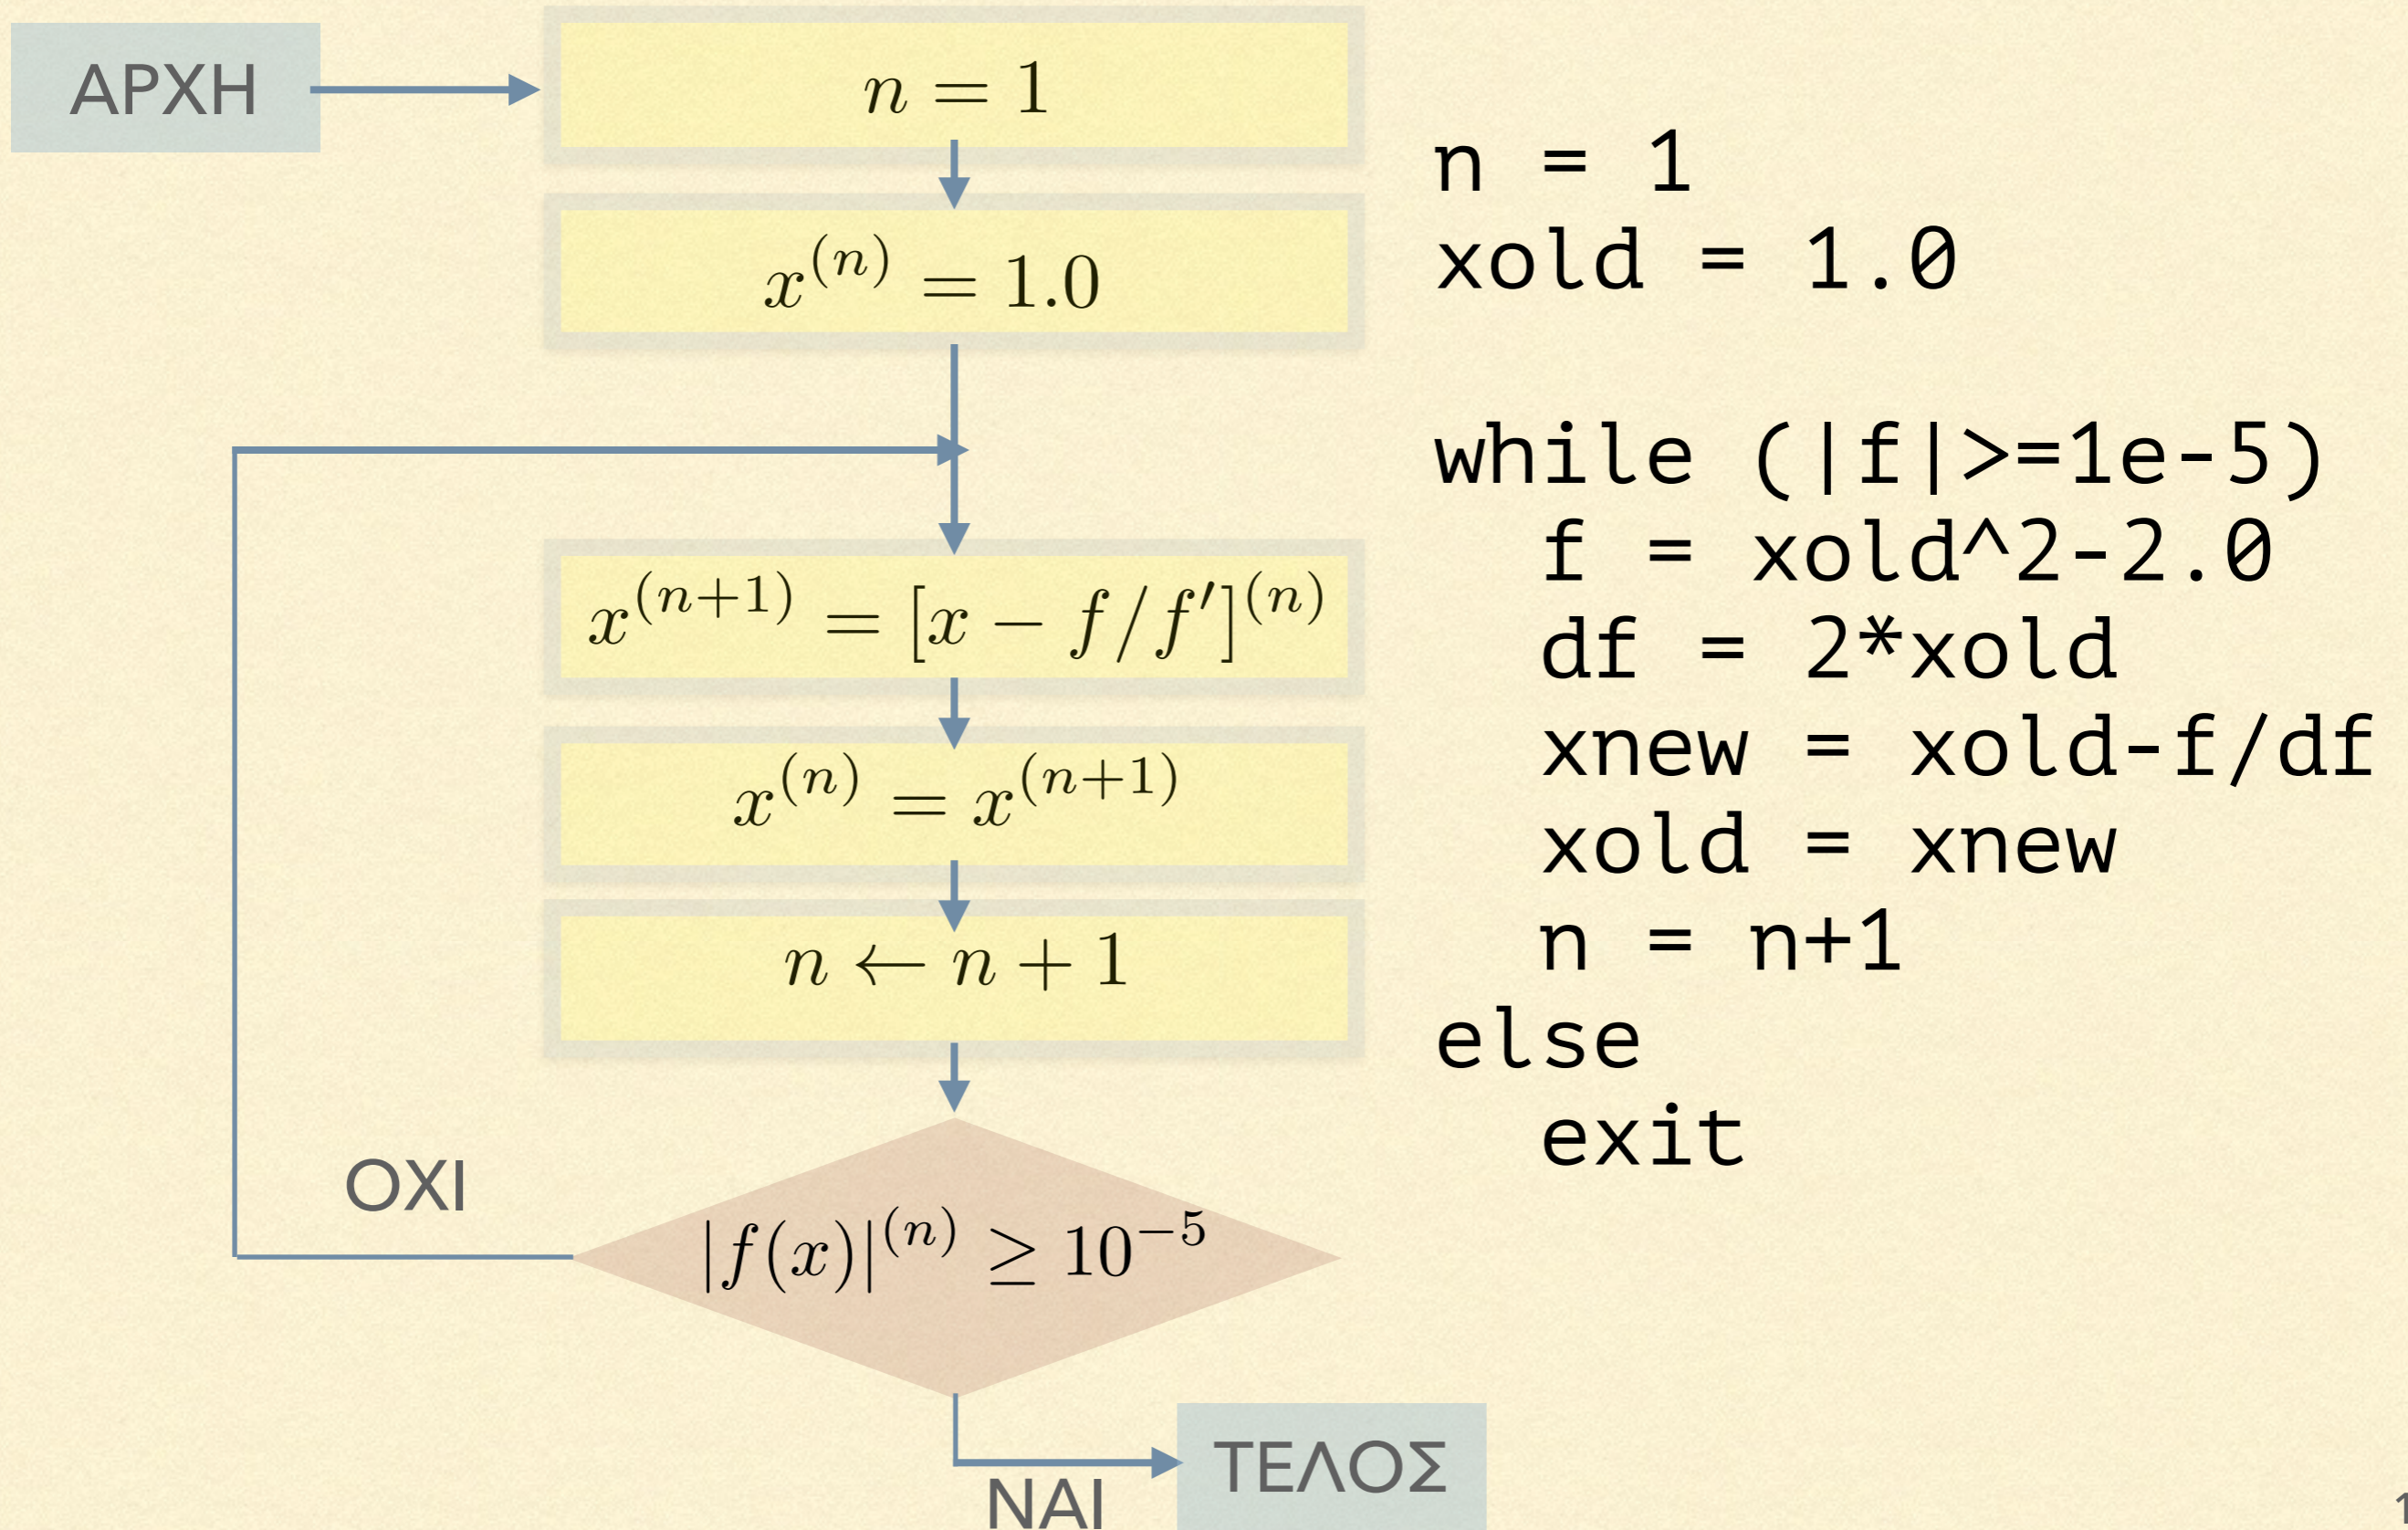 ΑΡΧΗ
n = 1
x^{(n)} = 1.0
x^{(n+1)} = [x − f/f′]^{(n)}
x^{(n)} = x^{(n+1)}
n ← n + 1
|f(x)|^{(n)} ≥ 10^{−5}
ΟΧΙ
ΝΑΙ
ΤΕΛΟΣ
n = 1
xold = 1.0
while (|f|>=1e-5)
  f = xold^2-2.0
  df = 2*xold
  xnew = xold-f/df
  xold = xnew
  n = n+1
else
  exit